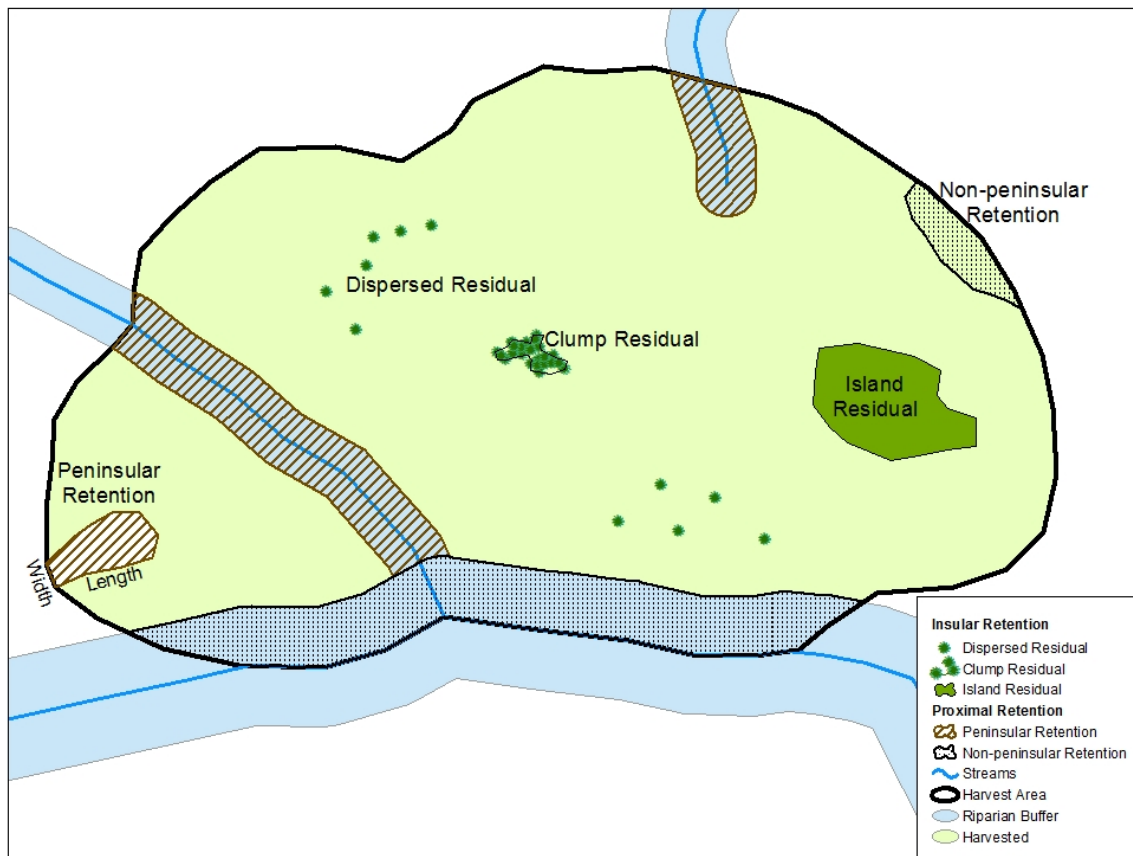 Non-peninsular
Retention
Dispersed Residual
Clump Residual
Island
Residual
Peninsular
Retention
Width
Length
Insular Retention
Dispersed Residual
Clump Residual
Island Residual
Proximal Retention
Peninsular Retention
Non-peninsular Retention
Streams
Harvest Area
Riparian Buffer
Harvested